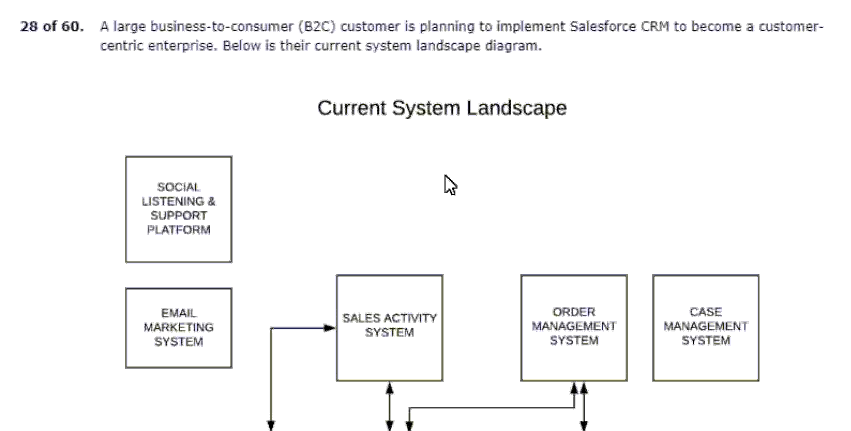 28 of 60. A large business-to-consumer (B2C) customer is planning to implement Salesforce CRM to become a customer-
centric enterprise. Below is their current system landscape diagram.
Current System Landscape
SOCIAL
LISTENING &
SUPPORT
PLATFORM
EMAIL
MARKETING
SYSTEM
SALES ACTIVITY
SYSTEM
ORDER
MANAGEMENT
SYSTEM
CASE
MANAGEMENT
SYSTEM